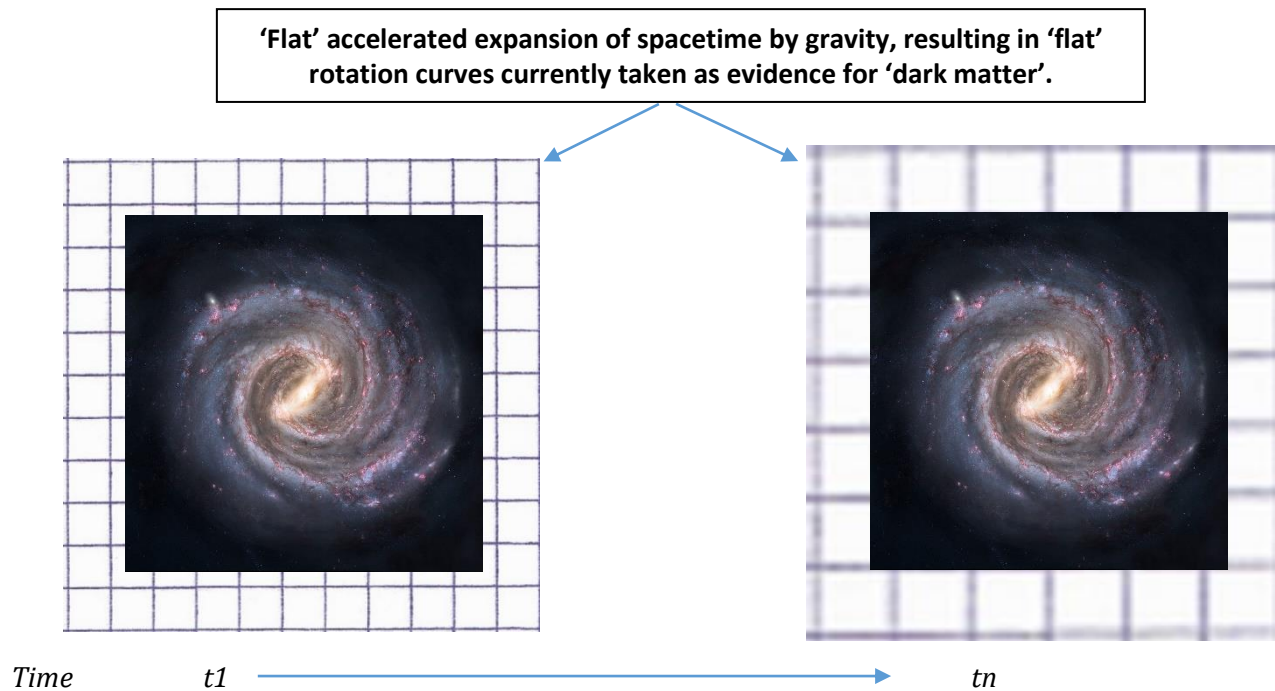 ‘Flat’ accelerated expansion of spacetime by gravity, resulting in ‘flat’
rotation curves currently taken as evidence for ‘dark matter’.
Time t1 tn